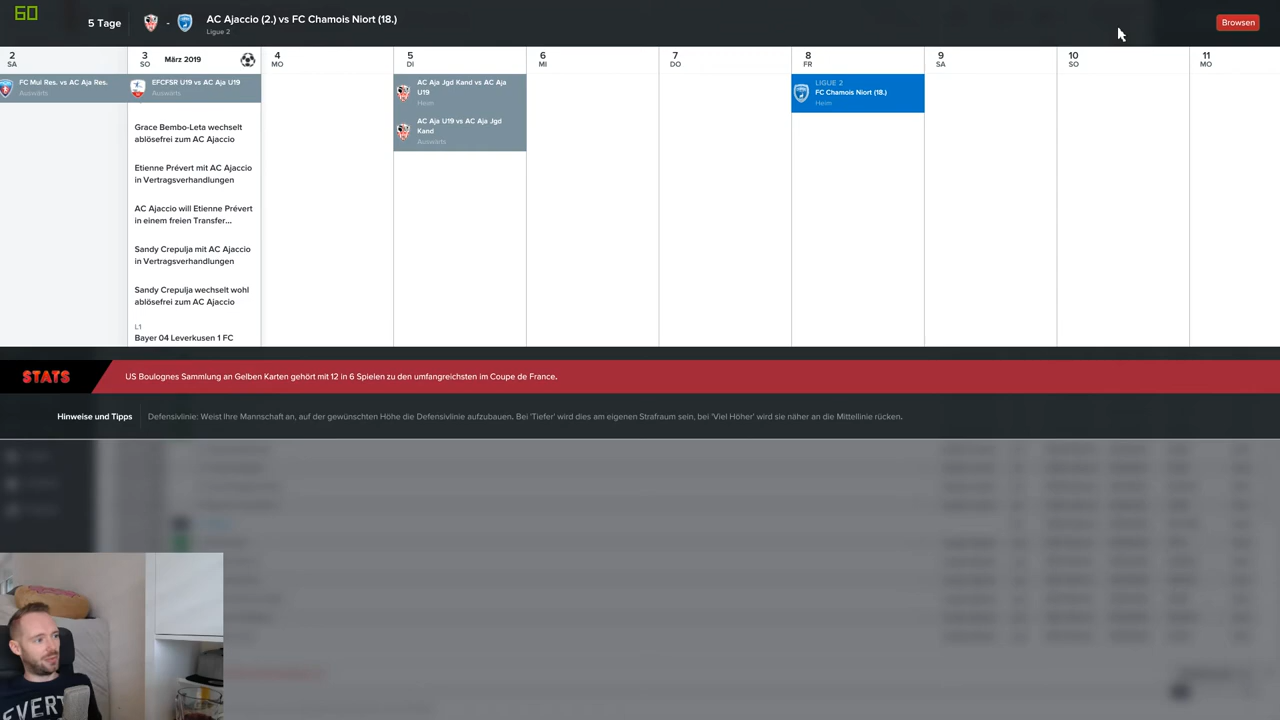 60
5 Tage
AC Ajaccio (2.) vs FC Chamois Niort (18.)
Ligue 2
Browsen
2
SA
3
SO
März 2019
4
MO
5
DI
6
MI
7
DO
8
FR
9
SA
10
SO
11
MO
FC Mul Res. vs AC Aja Res.
Auswärts
EFCFSR U19 vs AC Aja U19
Auswärts
AC Aja Jgd Kand vs AC Aja
U19
Heim
AC Aja U19 vs AC Aja Jgd
Kand
Auswärts
LIGUE 2
FC Chamois Niort (18.)
Heim
Grace Bembo-Leta wechselt
ablösefrei zum AC Ajaccio
Etienne Prévert mit AC Ajaccio
in Vertragsverhandlungen
AC Ajaccio will Etienne Prévert
in einem freien Transfer...
Sandy Crepulja mit AC Ajaccio
in Vertragsverhandlungen
Sandy Crepulja wechselt wohl
ablösefrei zum AC Ajaccio
L1
Bayer 04 Leverkusen 1 FC
STATS
US Boulognes Sammlung an Gelben Karten gehört mit 12 in 6 Spielen zu den umfangreichsten im Coupe de France.
Hinweise und Tipps
Defensivlinie: Weist Ihre Mannschaft an, auf der gewünschten Höhe die Defensivlinie aufzubauen. Bei 'Tiefer' wird dies am eigenen Strafraum sein, bei 'Viel Höher' wird sie näher an die Mittellinie rücken.
EVERT